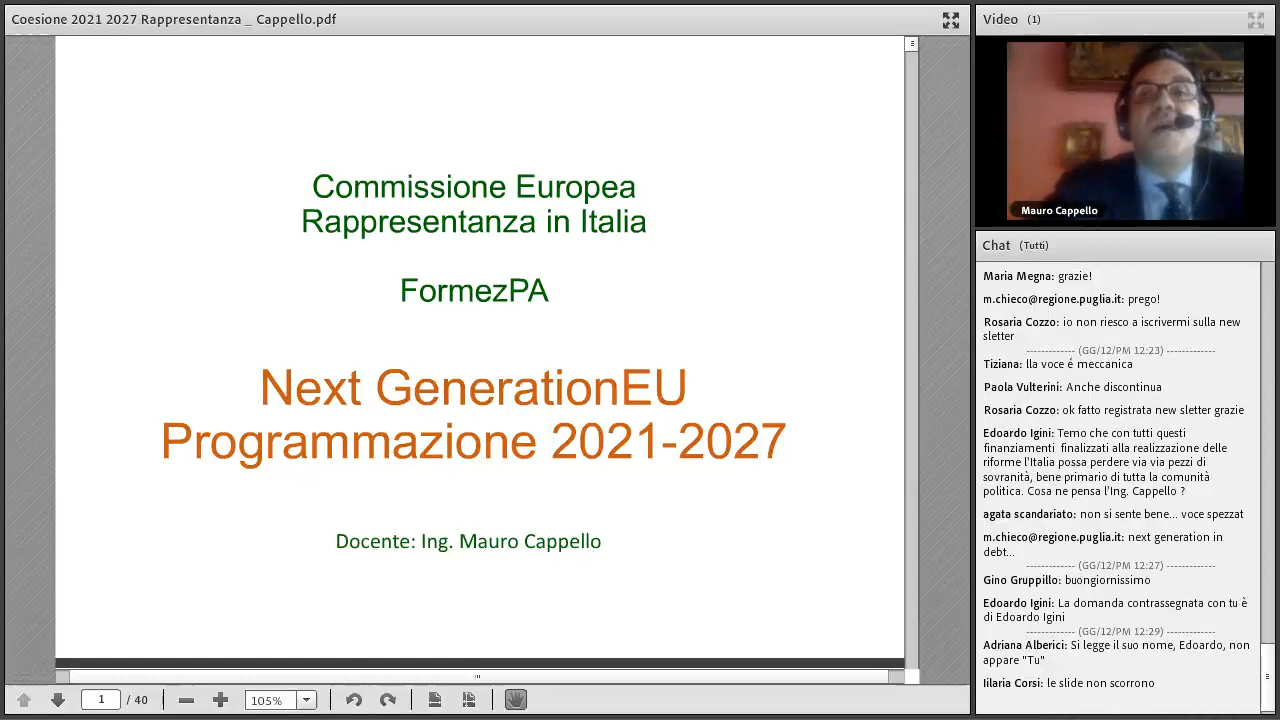 Coesione 2021 2027 Rappresentanza _ Cappello.pdf
Commissione Europea
Rappresentanza in Italia
FormezPA
Next GenerationEU
Programmazione 2021-2027
Docente: Ing. Mauro Cappello
1 / 40
105%
Video (1)
Mauro Cappello
Chat (Tutti)
Maria Megna: grazie!
m.chieco@regione.puglia.it: prego!
Rosaria Cozzo: io non riesco a iscrivermi sulla new
sletter
------------- (GG/12/PM 12:23) -------------
Tiziana: lla voce é meccanica
Paola Vulterini: Anche discontinua
Rosaria Cozzo: ok fatto registrata new sletter grazie
Edoardo Igini: Temo che con tutti questi
finanziamenti finalizzati alla realizzazione delle
riforme l'Italia possa perdere via via pezzi di
sovranità, bene primario di tutta la comunità
politica. Cosa ne pensa l'Ing. Cappello ?
agata scandariato: non si sente bene... voce spezzat
m.chieco@regione.puglia.it: next generation in
debt...
------------- (GG/12/PM 12:27) -------------
Gino Gruppillo: buongiornissimo
Edoardo Igini: La domanda contrassegnata con tu è
di Edoardo Igini
------------- (GG/12/PM 12:29) -------------
Adriana Alberici: Si legge il suo nome, Edoardo, non
appare "Tu"
Iilaria Corsi: le slide non scorrono